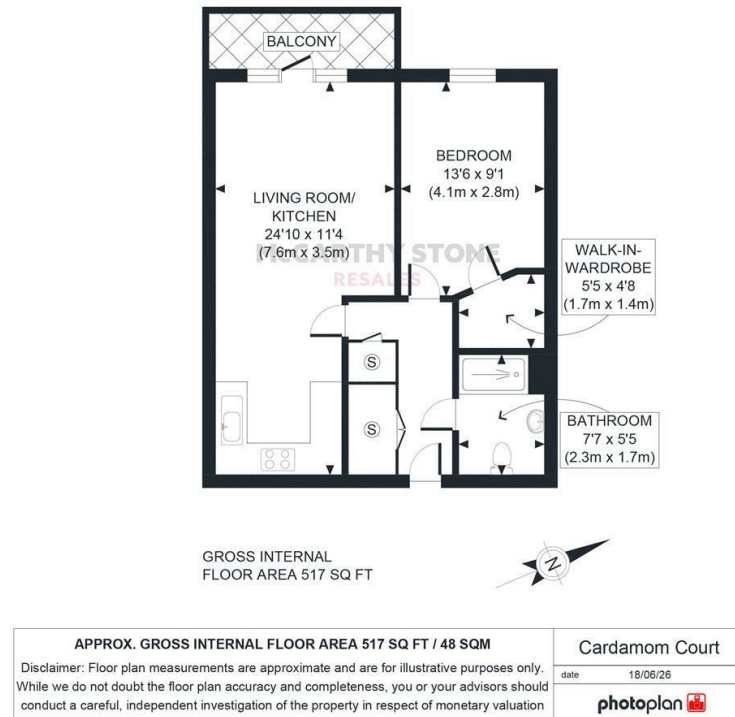 BALCONY
BEDROOM
13'6 x 9'1
(4.1m x 2.8m)
LIVING ROOM/
KITCHEN
24'10 x 11'4
(7.6m x 3.5m)
McCARTHY STONE
RESALES
WALK-IN-
WARDROBE
5'5 x 4'8
(1.7m x 1.4m)
S
S
BATHROOM
7'7 x 5'5
(2.3m x 1.7m)
GROSS INTERNAL
FLOOR AREA 517 SQ FT
N
APPROX. GROSS INTERNAL FLOOR AREA 517 SQ FT / 48 SQM
Disclaimer: Floor plan measurements are approximate and are for illustrative purposes only.
While we do not doubt the floor plan accuracy and completeness, you or your advisors should
conduct a careful, independent investigation of the property in respect of monetary valuation
Cardamom Court
date 18/06/26
photoplan